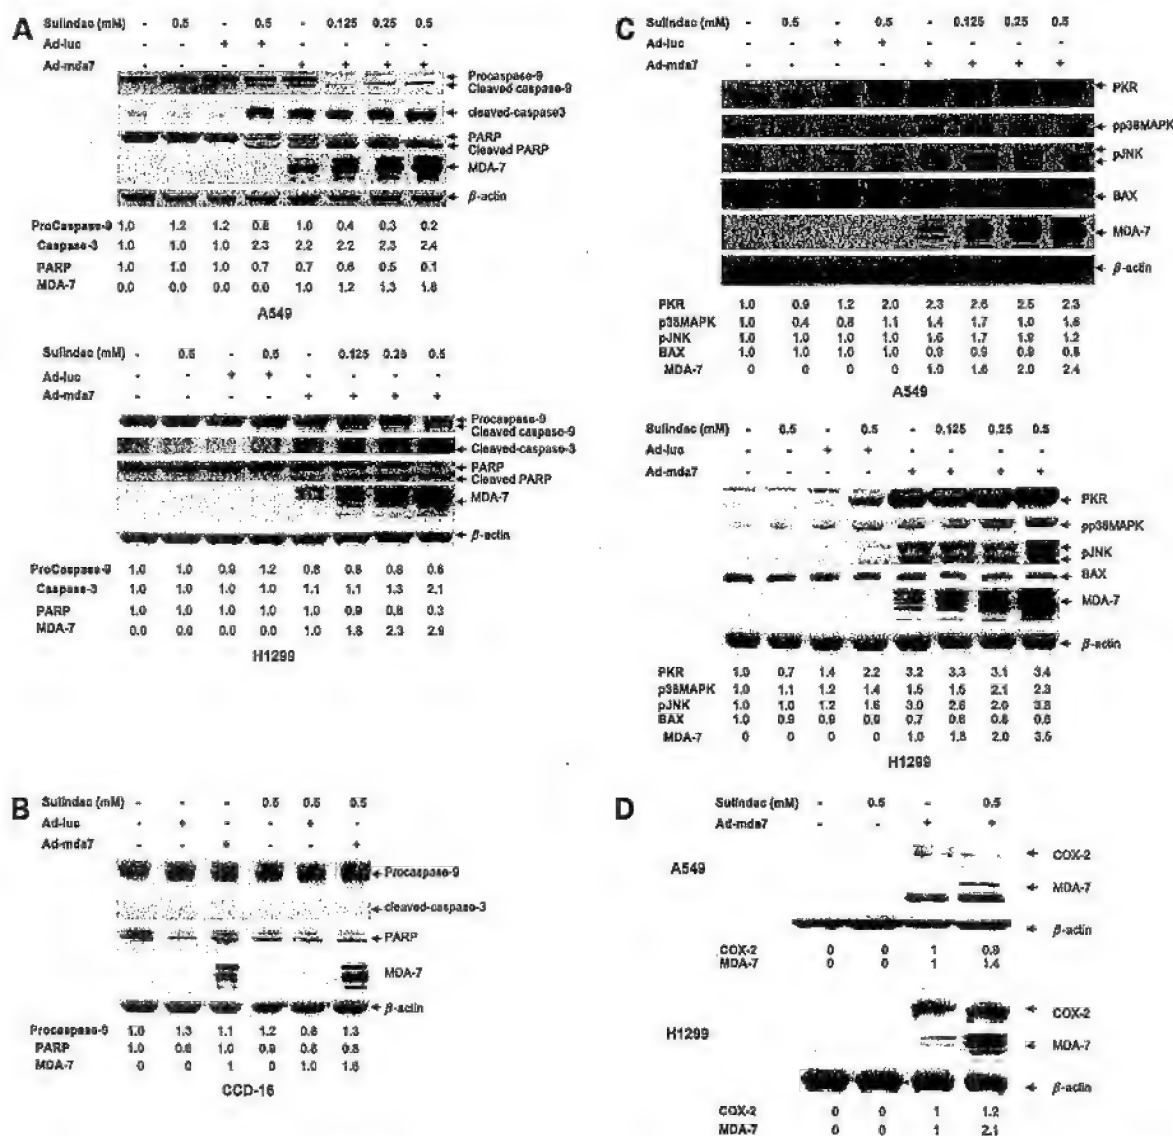 A
Sulindac (mM) - 0.5 - 0.5 - 0.125 0.25 0.5
Ad-luc - - + + - - - -
Ad-mda7 - - - - + + + +
Procaspase-9
Cleaved caspase-9
cleaved-caspase3
PARP
Cleaved PARP
MDA-7
β-actin
ProCaspase-9 1.0 1.2 1.2 0.8 1.0 0.4 0.3 0.2
Caspase-3 1.0 1.0 1.0 2.3 2.2 2.2 2.3 2.4
PARP 1.0 1.0 1.0 0.7 0.7 0.6 0.5 0.1
MDA-7 0.0 0.0 0.0 0.0 1.0 1.2 1.3 1.8
A549
Sulindac (mM) - 0.5 - 0.5 - 0.125 0.25 0.5
Ad-luc - - + + - - - -
Ad-mda7 - - - - + + + +
Procaspase-9
Cleaved caspase-9
Cleaved-caspase-3
PARP
Cleaved PARP
MDA-7
β-actin
ProCaspase-9 1.0 1.0 0.9 1.2 0.8 0.8 0.8 0.6
Caspase-3 1.0 1.0 1.0 1.0 1.1 1.1 1.3 2.1
PARP 1.0 1.0 1.0 1.0 1.0 0.9 0.8 0.3
MDA-7 0.0 0.0 0.0 0.0 1.0 1.8 2.3 2.9
H1299
B
Sulindac (mM) - - - 0.5 0.5 0.5
Ad-luc - + - - + -
Ad-mda7 - - + - - +
Procaspase-9
cleaved-caspase-3
PARP
MDA-7
β-actin
Procaspase-9 1.0 1.3 1.1 1.2 0.8 1.3
PARP 1.0 0.8 1.0 0.9 0.8 0.8
MDA-7 0 0 1 0 1.0 1.6
CCD-16
C
Sulindac (mM) - 0.5 - 0.5 - 0.125 0.25 0.5
Ad-luc - - + + - - - -
Ad-mda7 - - - - + + + +
PKR
pp38MAPK
pJNK
BAX
MDA-7
β-actin
PKR 1.0 0.9 1.2 2.0 2.3 2.6 2.5 2.3
p38MAPK 1.0 0.4 0.8 1.1 1.4 1.7 1.0 1.6
pJNK 1.0 1.0 1.0 1.0 1.6 1.7 1.9 1.2
BAX 1.0 1.0 1.0 1.0 0.9 0.9 0.9 0.8
MDA-7 0 0 0 0 1.0 1.6 2.0 2.4
A549
Sulindac (mM) - 0.5 - 0.5 - 0.125 0.25 0.5
Ad-luc - - + + - - - -
Ad-mda7 - - - - + + + +
PKR
pp38MAPK
pJNK
BAX
MDA-7
β-actin
PKR 1.0 0.7 1.4 2.2 3.2 3.3 3.1 3.4
p38MAPK 1.0 1.1 1.2 1.4 1.5 1.5 2.1 2.3
pJNK 1.0 1.0 1.2 1.6 3.0 2.8 2.0 3.8
BAX 1.0 0.9 0.9 0.9 0.7 0.6 0.8 0.6
MDA-7 0 0 0 0 1.0 1.8 2.0 3.5
H1299
D
Sulindac (mM) - 0.5 - 0.5
Ad-mda7 - - + +
A549
COX-2
MDA-7
β-actin
COX-2 0 0 1 0.9
MDA-7 0 0 1 1.4
H1299
COX-2
MDA-7
β-actin
COX-2 0 0 1 1.2
MDA-7 0 0 1 2.1